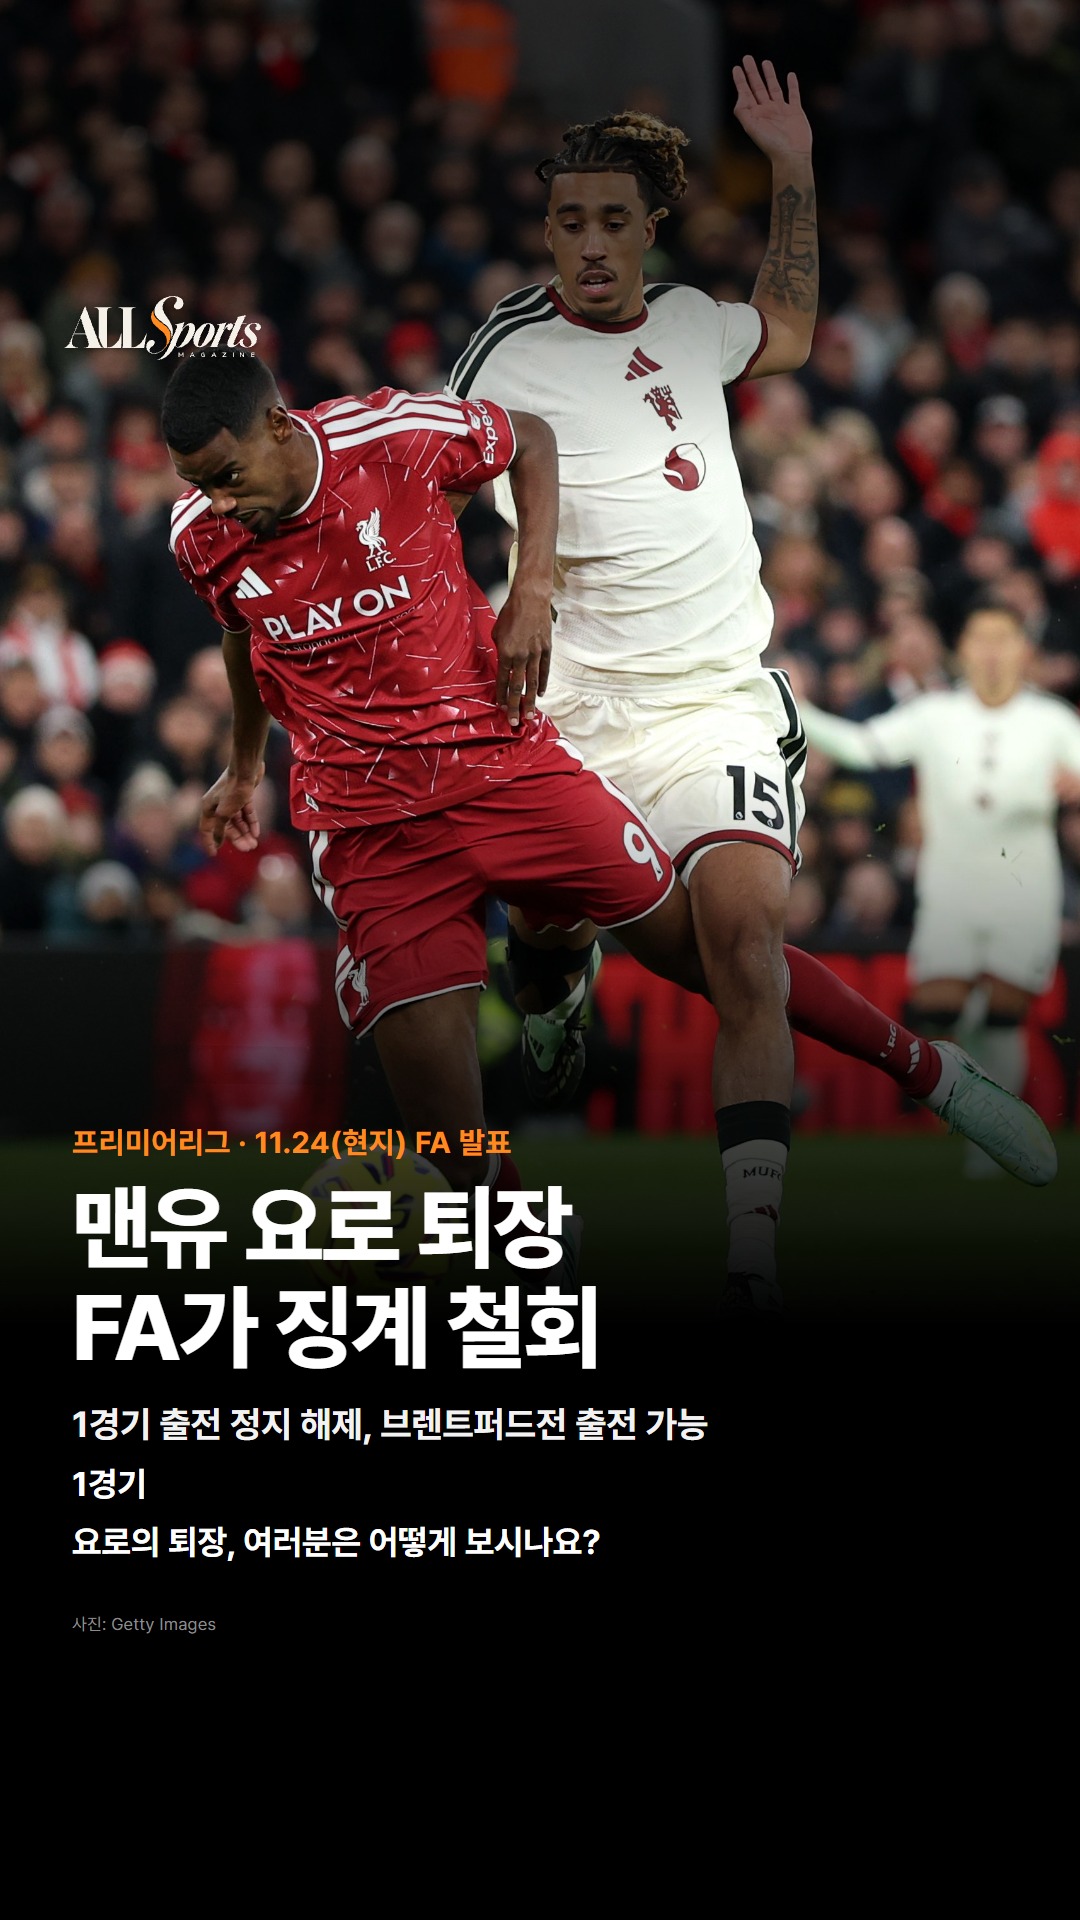 ALL Sports
MAGAZINE
Expedia
L.F.C.
PLAY ON
15
9
L.F.C.
MUFC
프리미어리그 · 11.24(현지) FA 발표
맨유 요로 퇴장
FA가 징계 철회
1경기 출전 정지 해제, 브렌트퍼드전 출전 가능
1경기
요로의 퇴장, 여러분은 어떻게 보시나요?
사진: Getty Images